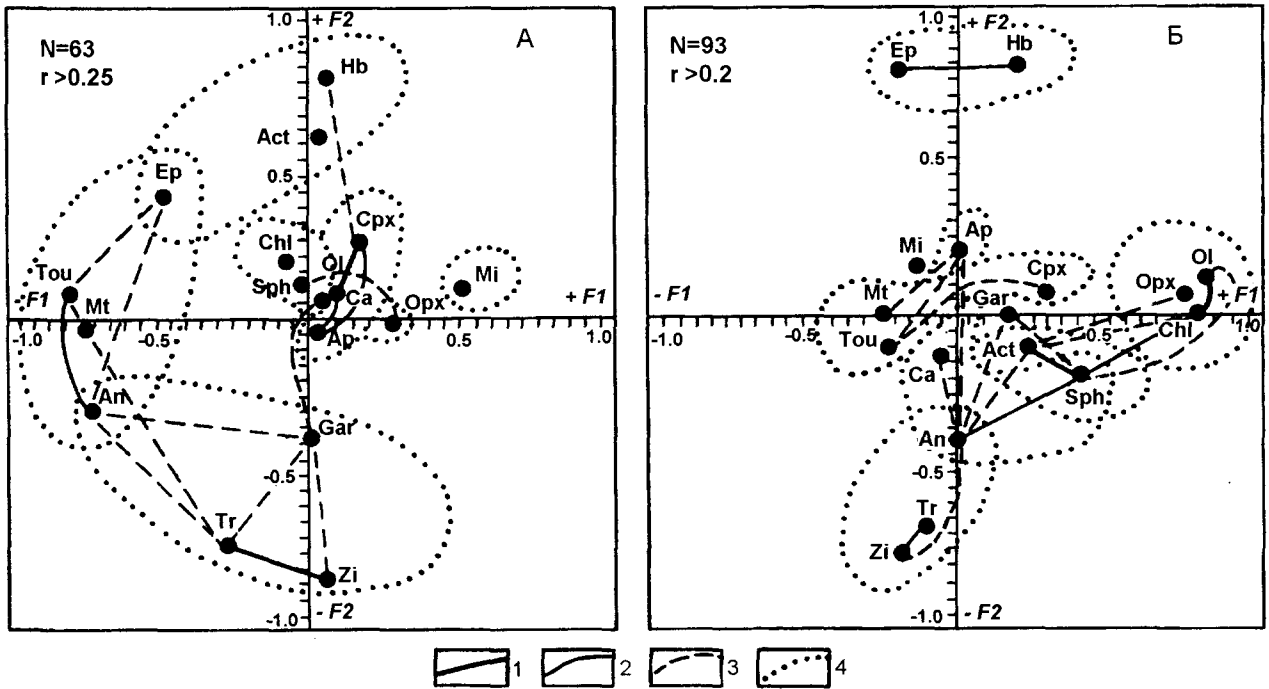 1.0
+ F2
N=63
r >0.25
А
Hb
Act
0.5
Ep
Cpx
Chl
Ol
Sph
Ca
Mi
Tou
Mt
Opx
- F1
+ F1
-1.0
-0.5
0.5
1.0
Ap
An
Gar
-0.5
Tr
Zi
-1.0
- F2
1.0
+ F2
N=93
r >0.2
Б
Ep
Hb
0.5
Ap
Mi
Cpx
Ol
Mt
Gar
Opx
- F1
+ F1
-1.0
-0.5
0.5
1.0
Tou
Act
Chl
Ca
Sph
An
-0.5
Tr
Zi
-1.0
- F2
1
2
3
4